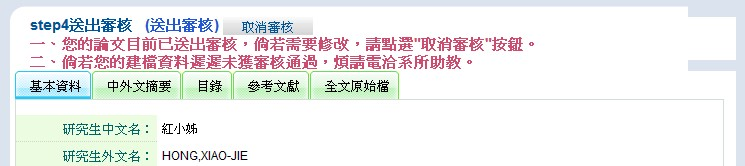 step4送出審核 (送出審核) 取消審核
一、您的論文目前已送出審核，倘若需要修改，請點選"取消審核"按鈕。
二、倘若您的建檔資料遲遲未獲審核通過，煩請電洽系所助教。
基本資料 中外文摘要 目錄 參考文獻 全文原始檔
研究生中文名： 紅小姊
研究生外文名： HONG,XIAO-JIE